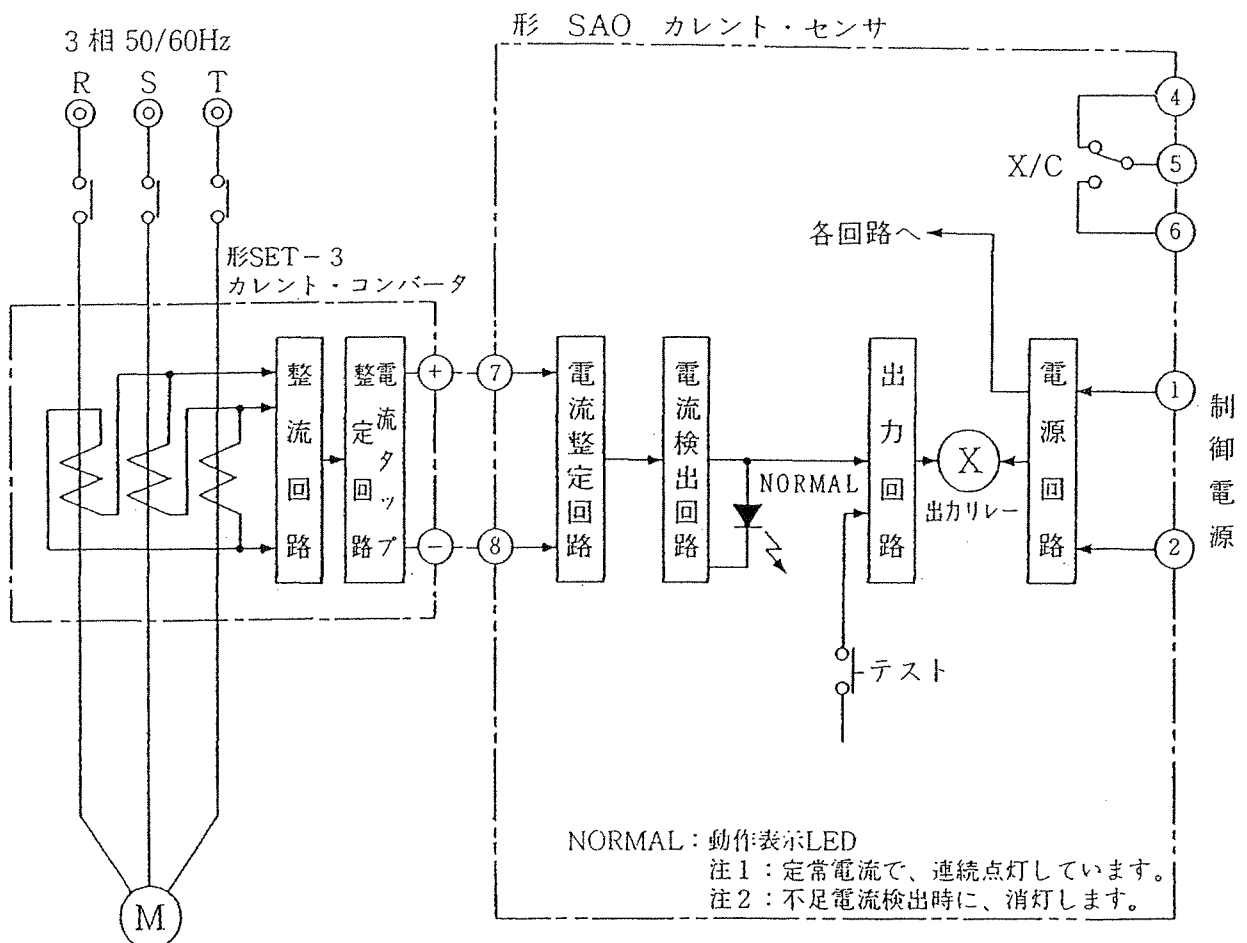 形 SAO カレント・センサ
3相 50/60Hz
R S T
4
X/C
5
6
各回路へ
形SET-3
カレント・コンバータ
整流回路
電流タップ
整定回路
+
-
7
8
電流整定回路
電流検出回路
NORMAL
出力回路
X
出力リレー
電源回路
1
2
制御電源
テスト
NORMAL：動作表示LED
注1：定常電流で、連続点灯しています。
注2：不足電流検出時に、消灯します。
M